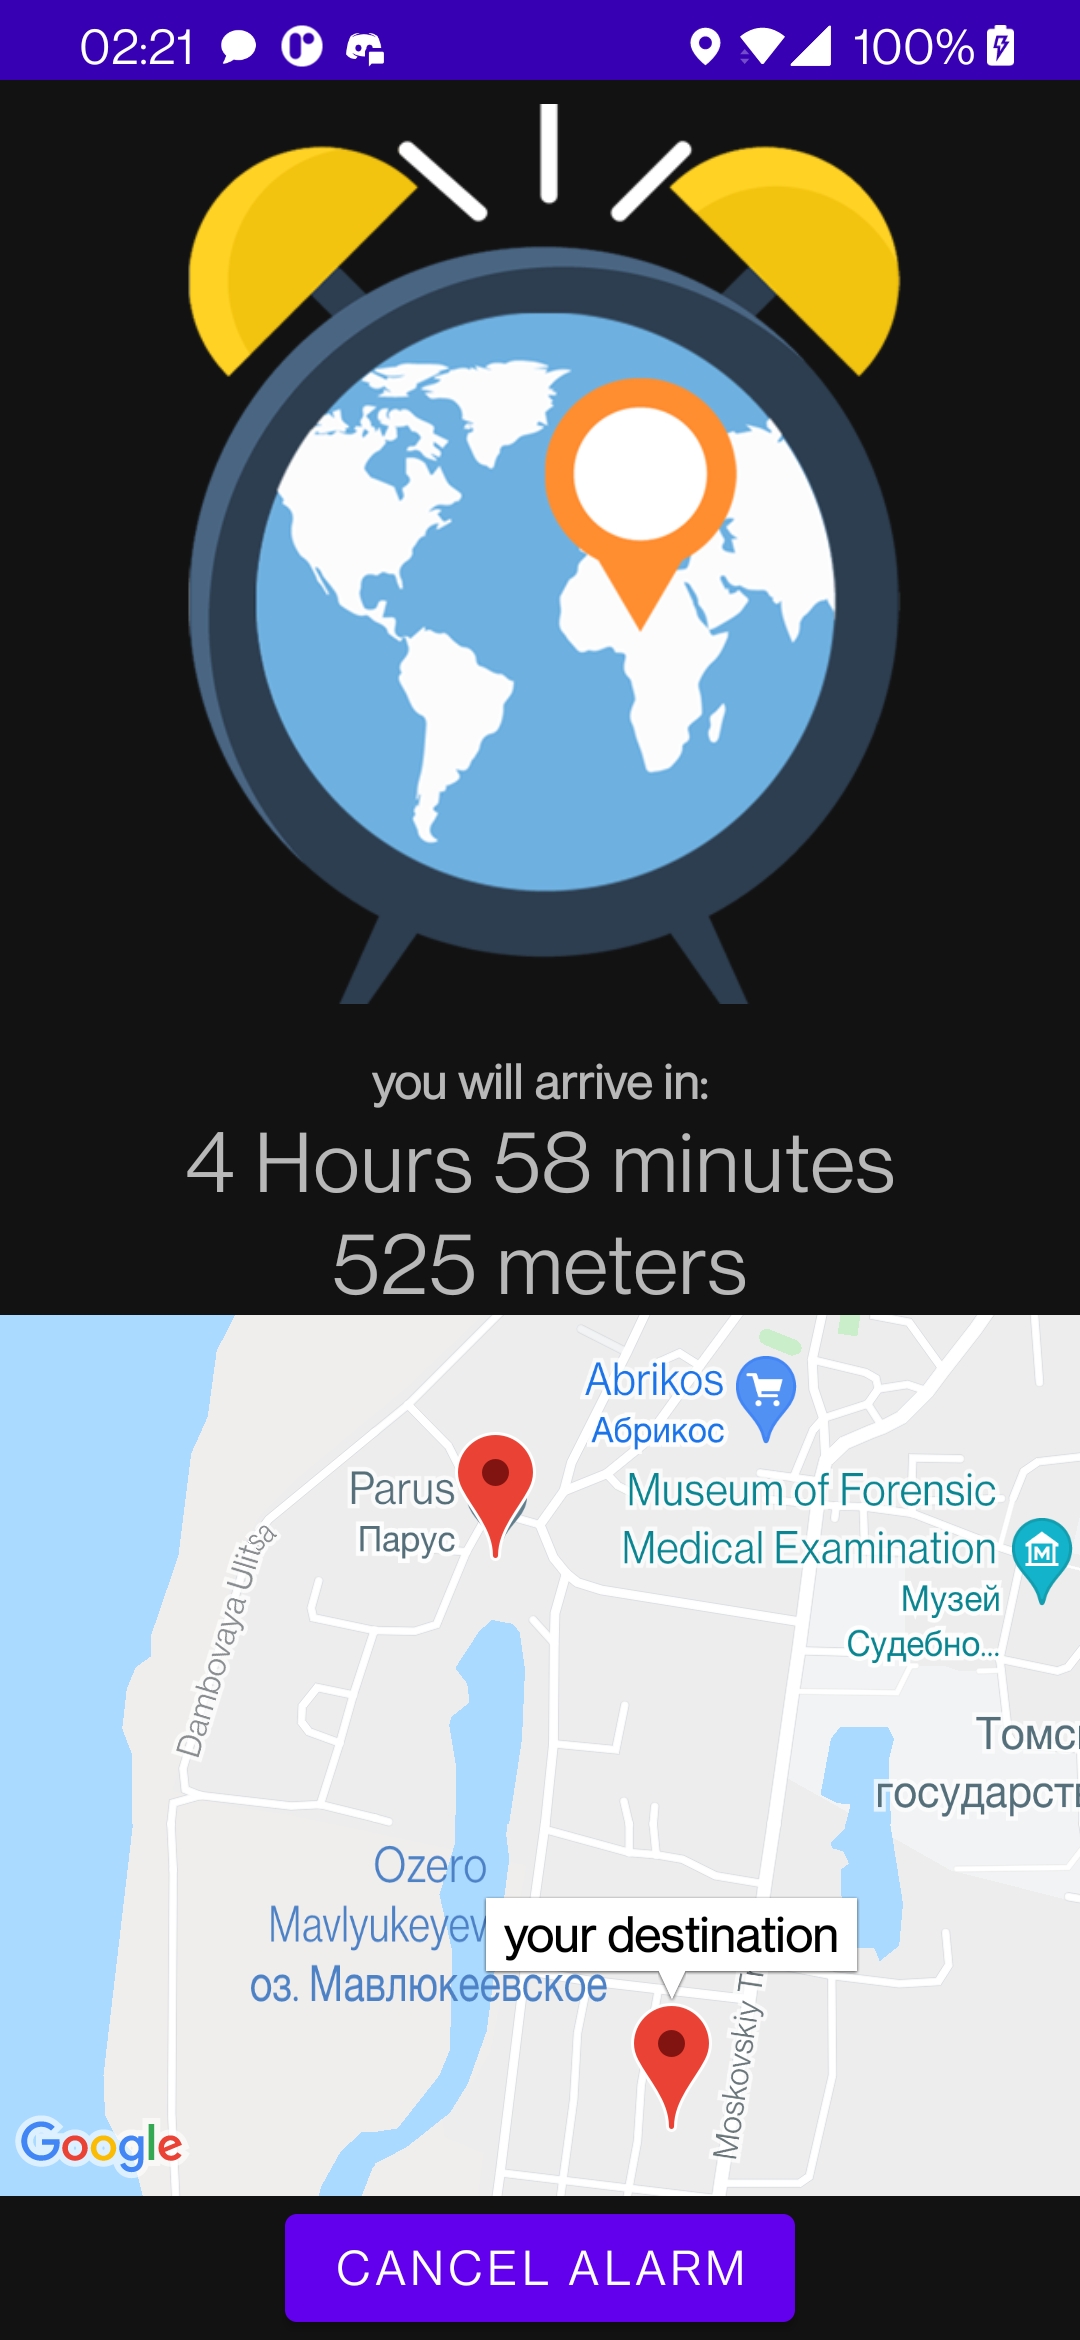 02:21 100%
you will arrive in:
4 Hours 58 minutes
525 meters
Abrikos
Абрикос
Parus
Парус
Museum of Forensic
Medical Examination
Музей
Судебно...
Dambovaya Ulitsa
Томс
государств
Ozero
Mavlyukeyev
оз. Мавлюкеевское
your destination
Moskovskiy Tr
Google
CANCEL ALARM